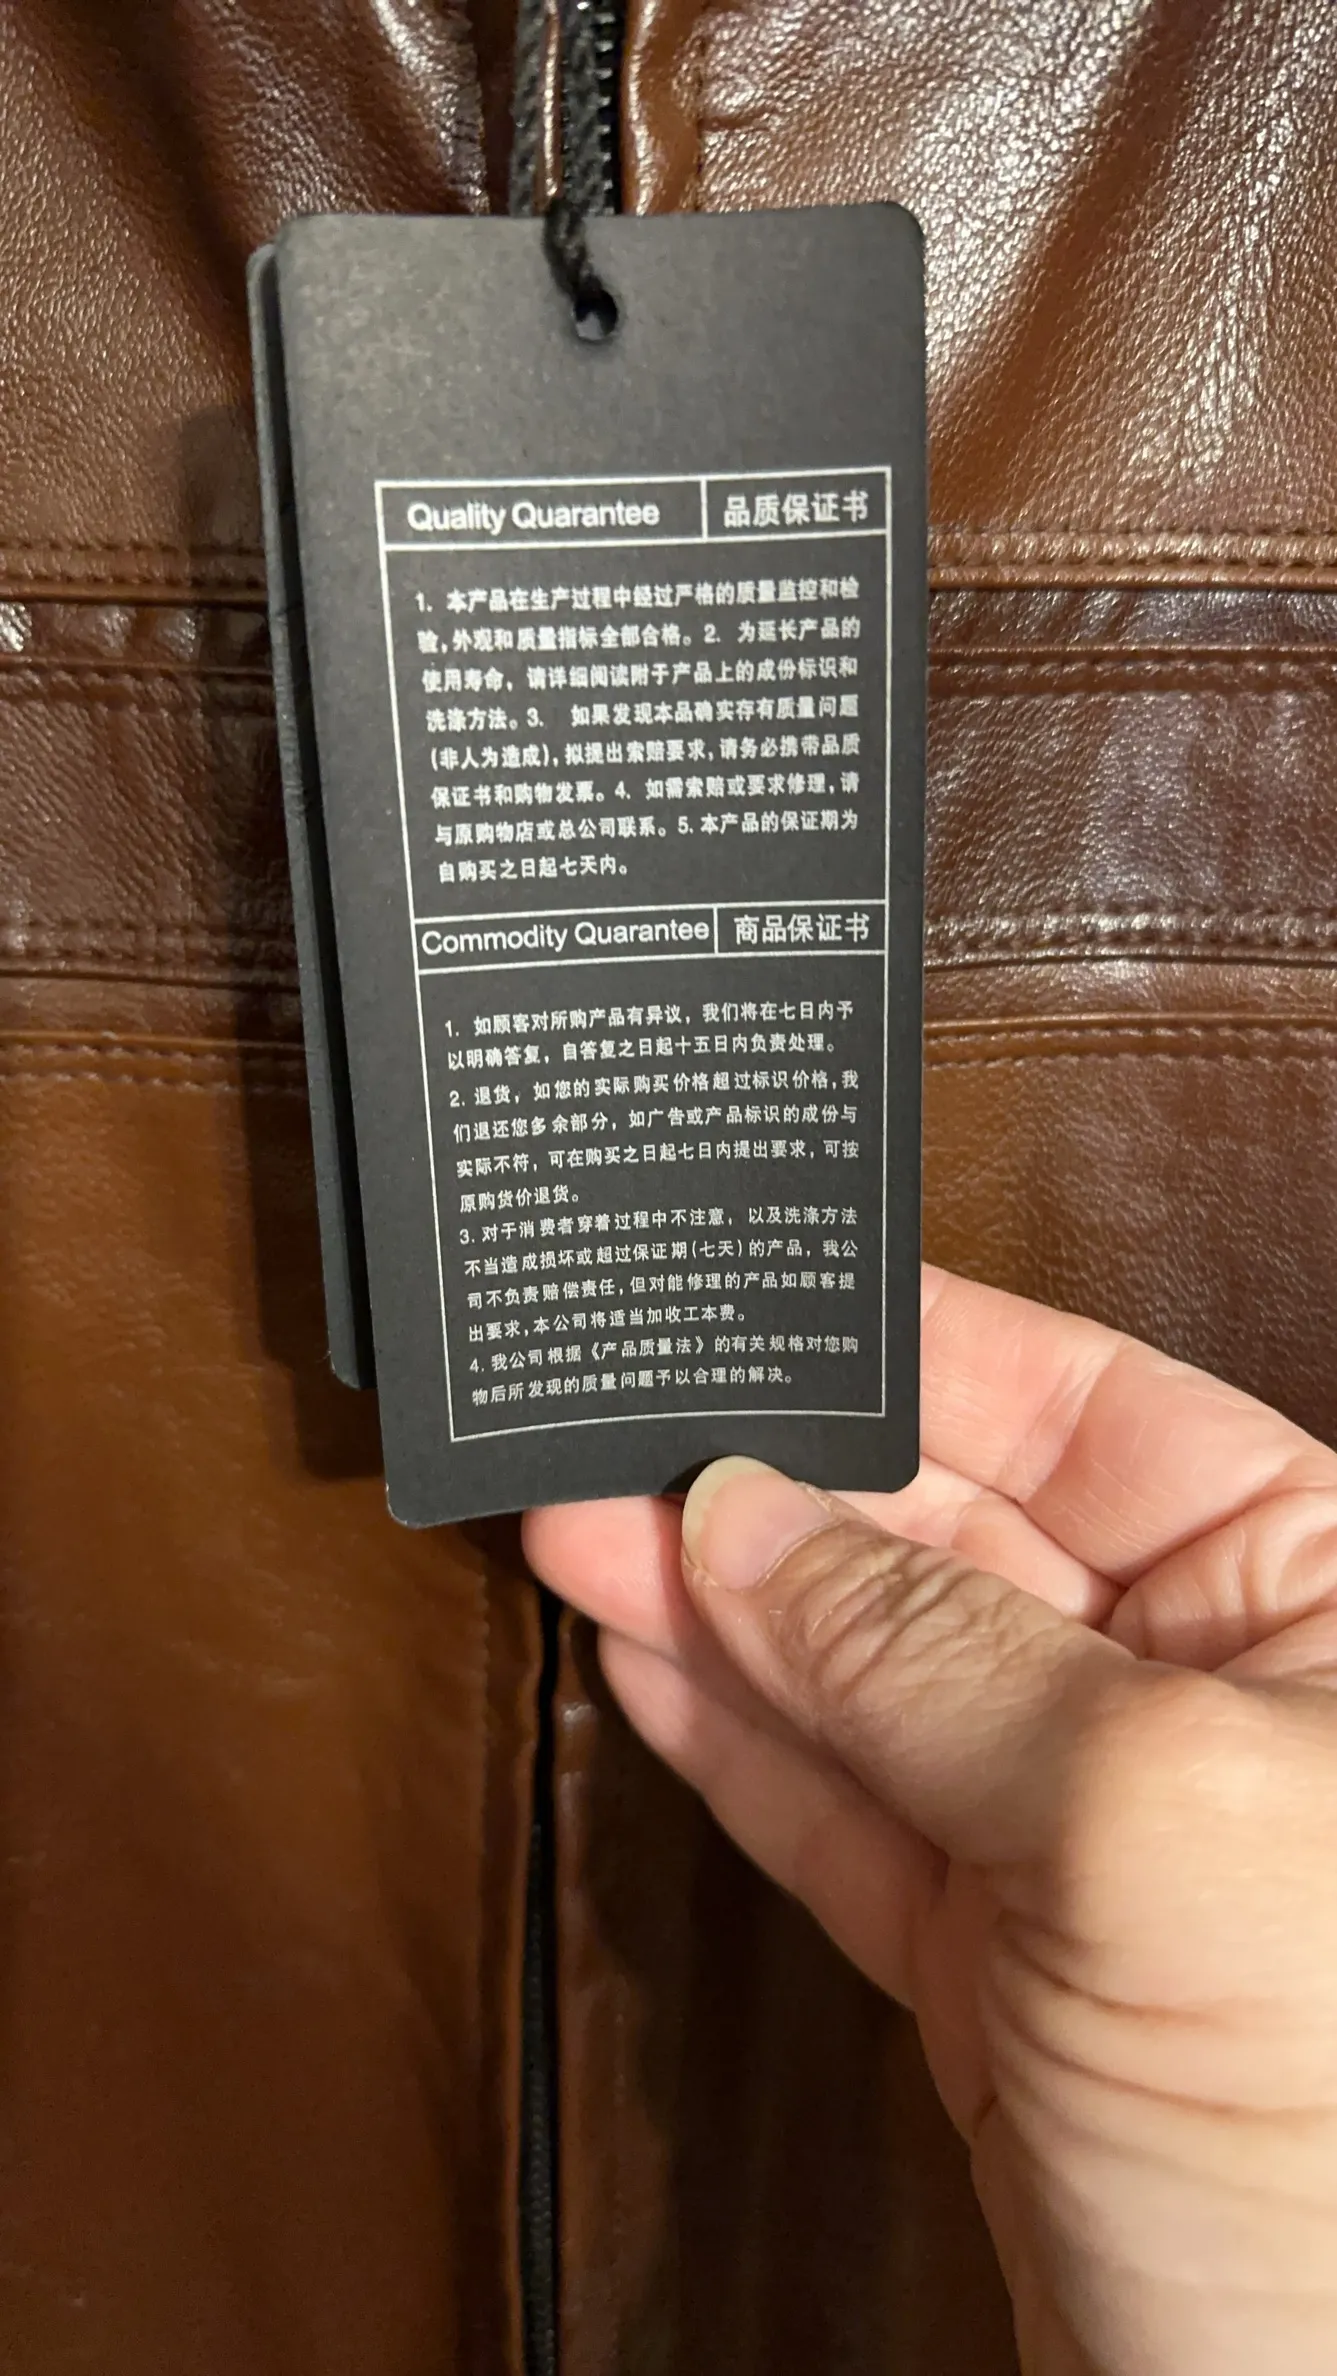 Quality Quarantee
品质保证书
1. 本产品在生产过程中经过严格的质量监控和检
验,外观和质量指标全部合格。2. 为延长产品的
使用寿命，请详细阅读附于产品上的成份标识和
洗涤方法。3. 如果发现本品确实存有质量问题
(非人为造成),拟提出索赔要求,请务必携带品质
保证书和购物发票。4. 如需索赔或要求修理,请
与原购物店或总公司联系。5.本产品的保证期为
自购买之日起七天内。
Commodity Quarantee
商品保证书
1. 如顾客对所购产品有异议，我们将在七日内予
以明确答复，自答复之日起十五日内负责处理。
2. 退货，如您的实际购买价格超过标识价格,我
们退还您多余部分，如广告或产品标识的成份与
实际不符，可在购买之日起七日内提出要求，可按
原购货价退货。
3. 对于消费者穿着过程中不注意，以及洗涤方法
不当造成损坏或超过保证期(七天)的产品，我公
司不负责赔偿责任,但对能修理的产品如顾客提
出要求,本公司将适当加收工本费。
4. 我公司根据《产品质量法》的有关规格对您购
物后所发现的质量问题予以合理的解决。